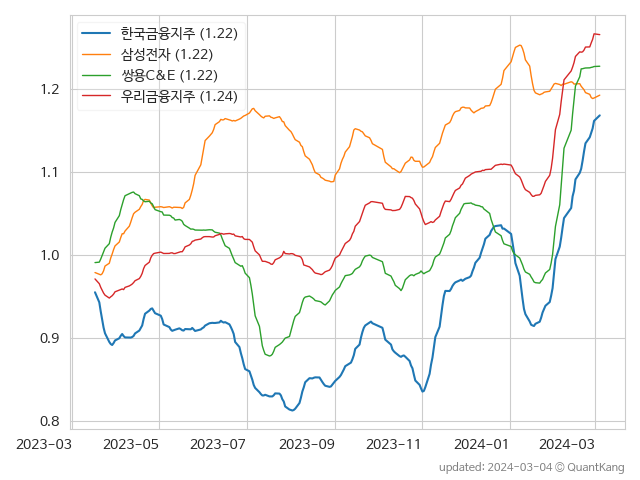 한국금융지주 (1.22)
삼성전자 (1.22)
쌍용C&E (1.22)
우리금융지주 (1.24)
1.2
1.1
1.0
0.9
0.8
2023-03 2023-05 2023-07 2023-09 2023-11 2024-01 2024-03
updated: 2024-03-04 © QuantKang